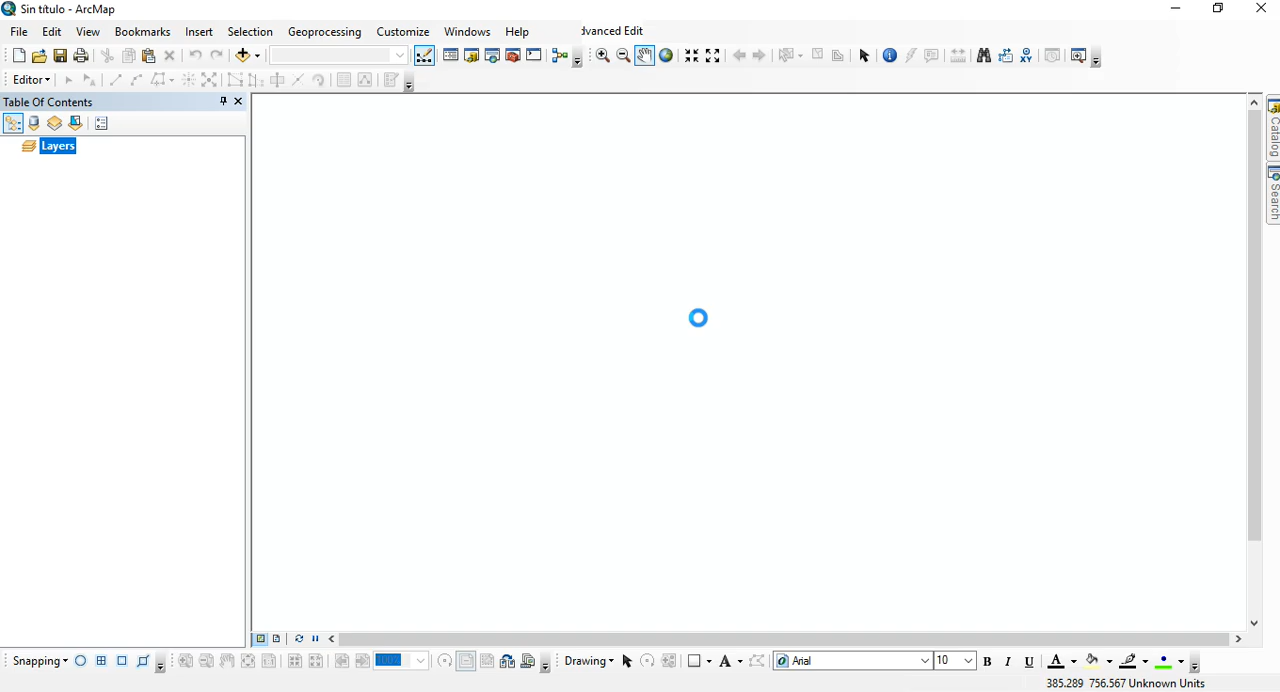 Sin título - ArcMap
File Edit View Bookmarks Insert Selection Geoprocessing Customize Windows Help dvanced Edit
Editor
Table Of Contents
Layers
Catalog
Search
Snapping Drawing A Arial 10 B I U A
385.289 756.567 Unknown Units